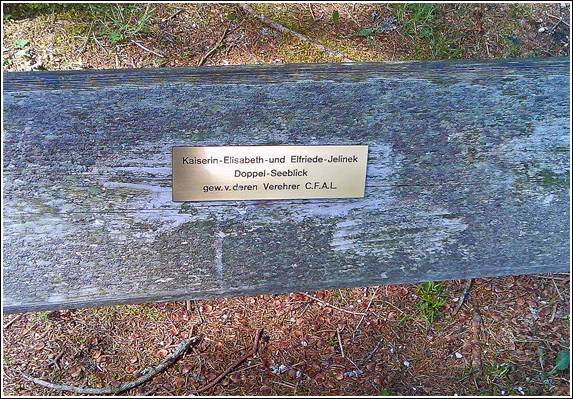 Kaiserin-Elisabeth-und Elfriede-Jelinek
Doppel-Seeblick
gew.v.deren Verehrer C.F.A.L.